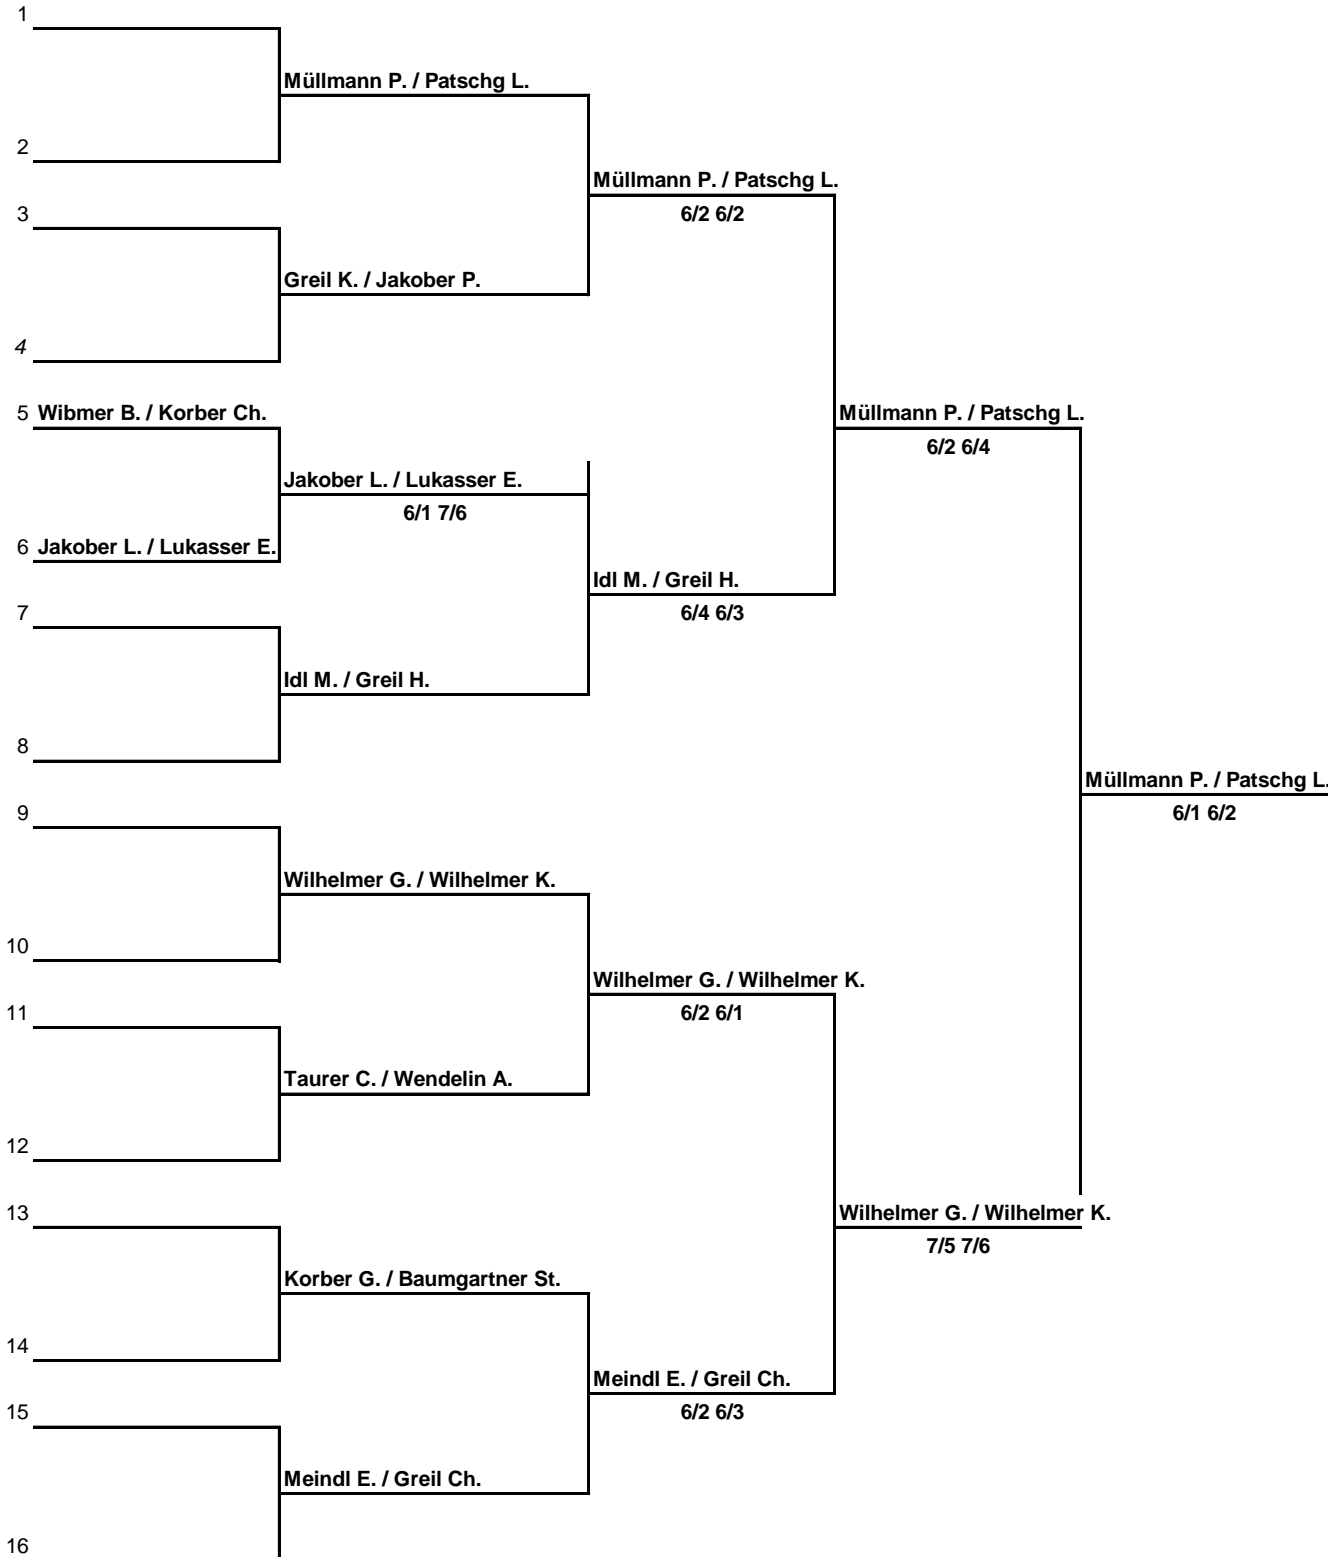 1
Müllmann P. / Patschg L.
2
Müllmann P. / Patschg L.
6/2 6/2
3
Greil K. / Jakober P.
4
5 Wibmer B. / Korber Ch.
Müllmann P. / Patschg L.
6/2 6/4
Jakober L. / Lukasser E.
6/1 7/6
6 Jakober L. / Lukasser E.
Idl M. / Greil H.
6/4 6/3
7
Idl M. / Greil H.
8
Müllmann P. / Patschg L.
6/1 6/2
9
Wilhelmer G. / Wilhelmer K.
10
Wilhelmer G. / Wilhelmer K.
6/2 6/1
11
Taurer C. / Wendelin A.
12
13
Wilhelmer G. / Wilhelmer K.
7/5 7/6
Korber G. / Baumgartner St.
14
Meindl E. / Greil Ch.
6/2 6/3
15
Meindl E. / Greil Ch.
16